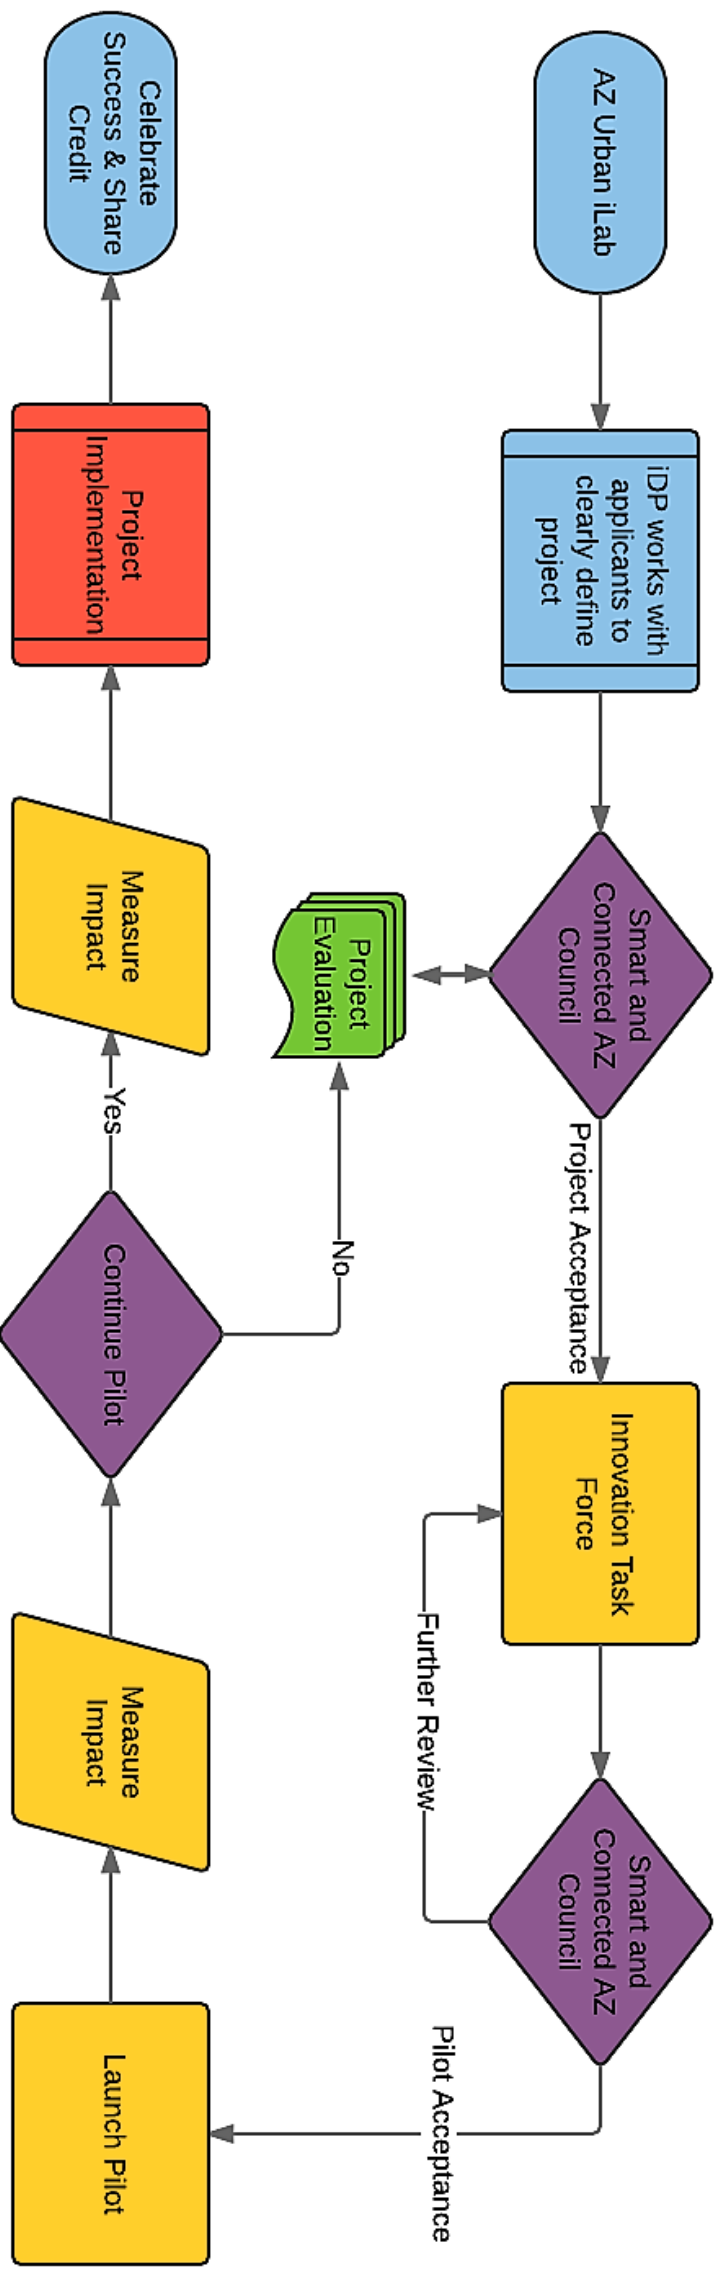 AZ Urban iLab
iDP works with
applicants to
clearly define
project
Smart and
Connected AZ
Council
Project Acceptance
Innovation Task
Force
Smart and
Connected AZ
Council
Further Review
Pilot Acceptance
Project
Evaluation
No
Celebrate
Success & Share
Credit
Project
Implementation
Measure
Impact
Yes
Continue Pilot
Measure
Impact
Launch Pilot